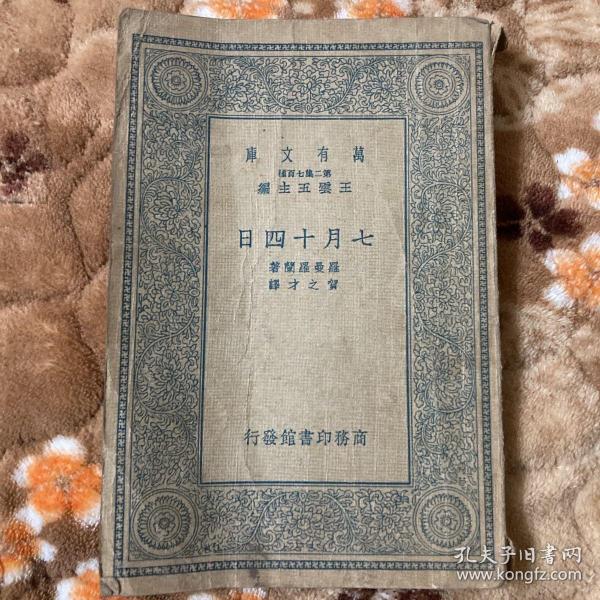 萬有文庫
第二集七百種
王雲五主編
七月十四日
羅曼羅蘭著
賀之才譯
商務印書館發行
孔夫子旧书网
www.kongfz.com